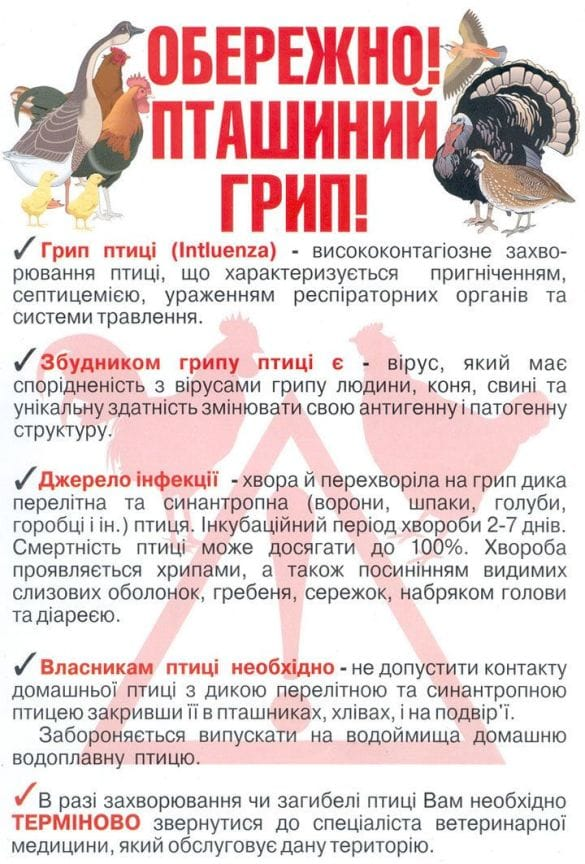 ОБЕРЕЖНО!
ПТАШИНИЙ
ГРИП!
✓ Грип птиці (Intluenza) - висококонтагіозне захво-
рювання птиці, що характеризується пригніченням,
септицемією, ураженням респіраторних органів та
системи травлення.
✓ Збудником грипу птиці є - вірус, який має
спорідненість з вірусами грипу людини, коня, свині та
унікальну здатність змінювати свою антигенну і патогенну
структуру.
✓ Джерело інфекції - хвора й перехворіла на грип дика
перелітна та синантропна (ворони, шпаки, голуби,
горобці і ін.) птиця. Інкубаційний період хвороби 2-7 днів.
Смертність птиці може досягати до 100%. Хвороба
проявляється хрипами, а також посинінням видимих
слизових оболонок, гребеня, сережок, набряком голови
та діареєю.
✓ Власникам птиці необхідно - не допустити контакту
домашньої птиці з дикою перелітною та синантропною
птицею закривши її в пташниках, хлівах, і на подвір'ї.
Забороняється випускати на водоймища домашню
водоплавну птицю.
✓ В разі захворювання чи загибелі птиці Вам необхідно
ТЕРМІНОВО звернутися до спеціаліста ветеринарної
медицини, який обслуговує дану територію.